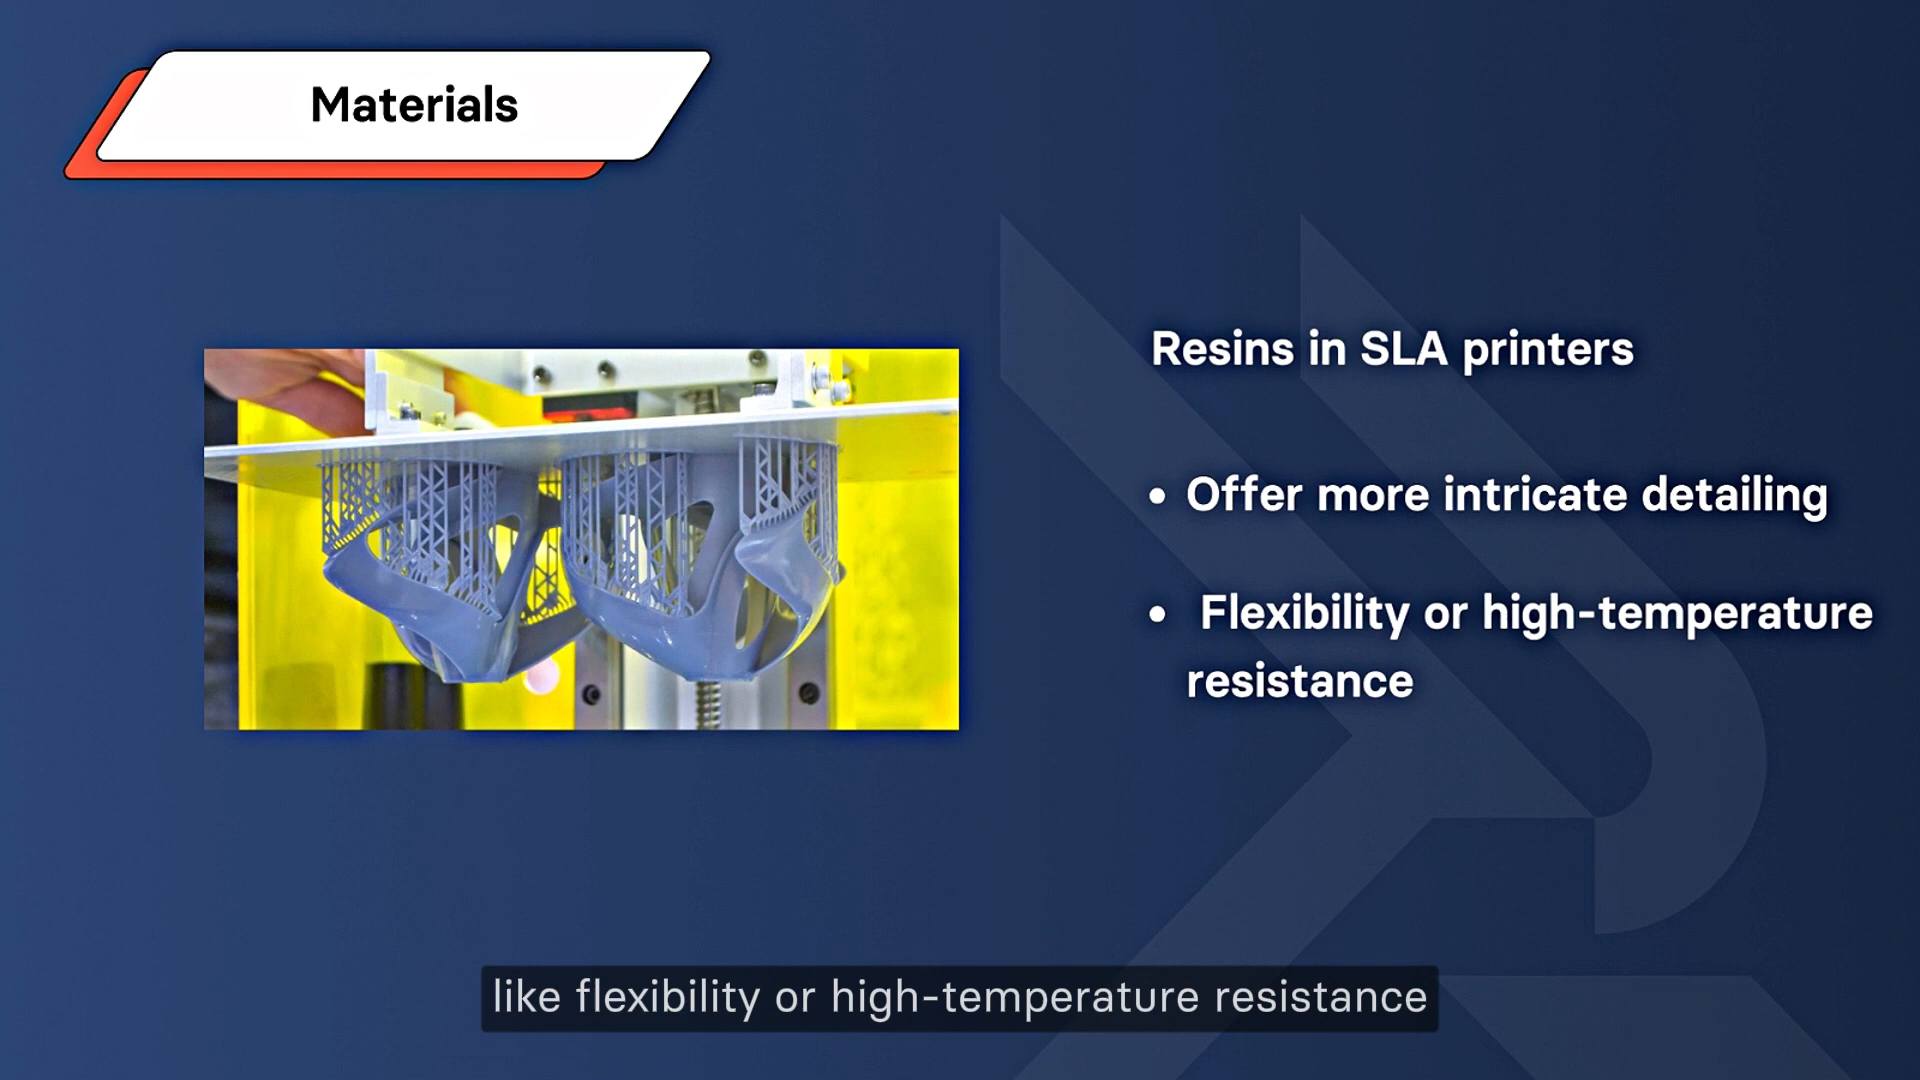 Materials
Resins in SLA printers
• Offer more intricate detailing
• Flexibility or high-temperature
resistance
like flexibility or high-temperature resistance